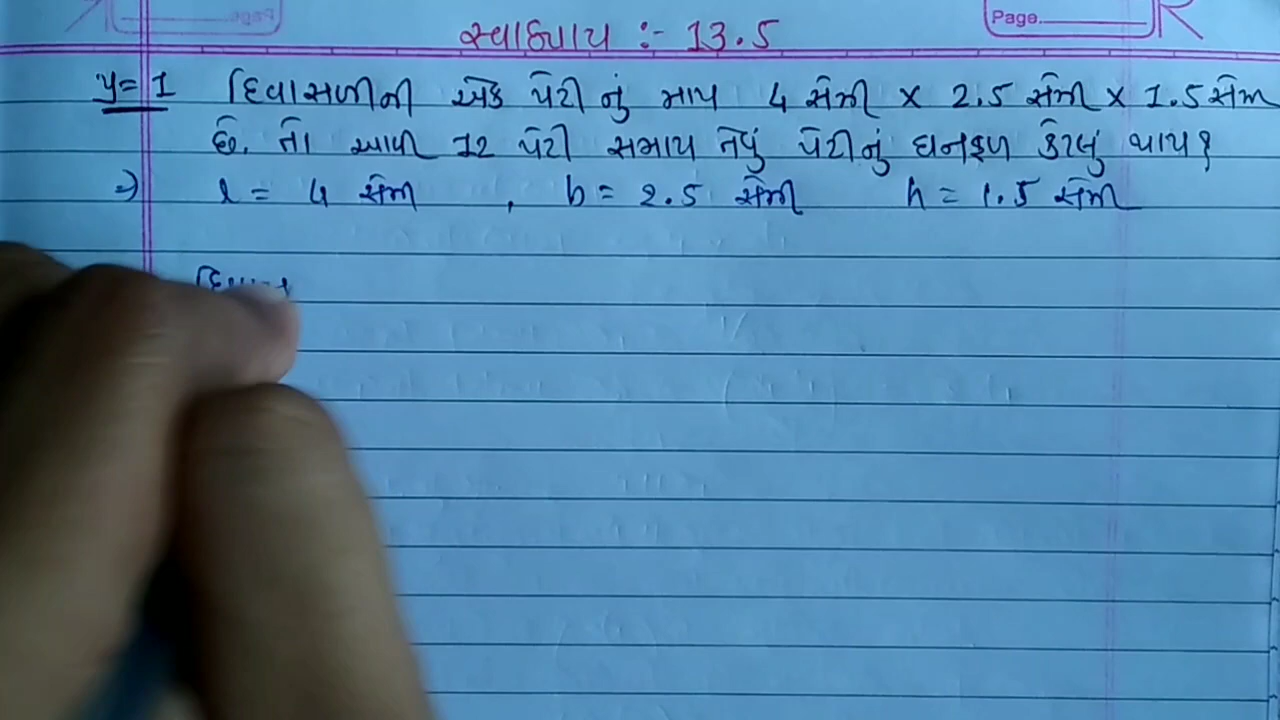 Page
સ્વાધ્યાય :- 13.5
પ્ર= 1 દિવાસળીની એક પેટી નું માપ 4 સેમી × 2.5 સેમી × 1.5 સેમી
છે. તો આવી 12 પેટી સમાય તેવું પેટીનું ઘનફળ કેટલું થાય?
⇒ l = 4 સેમી , b = 2.5 સેમી h = 1.5 સેમી